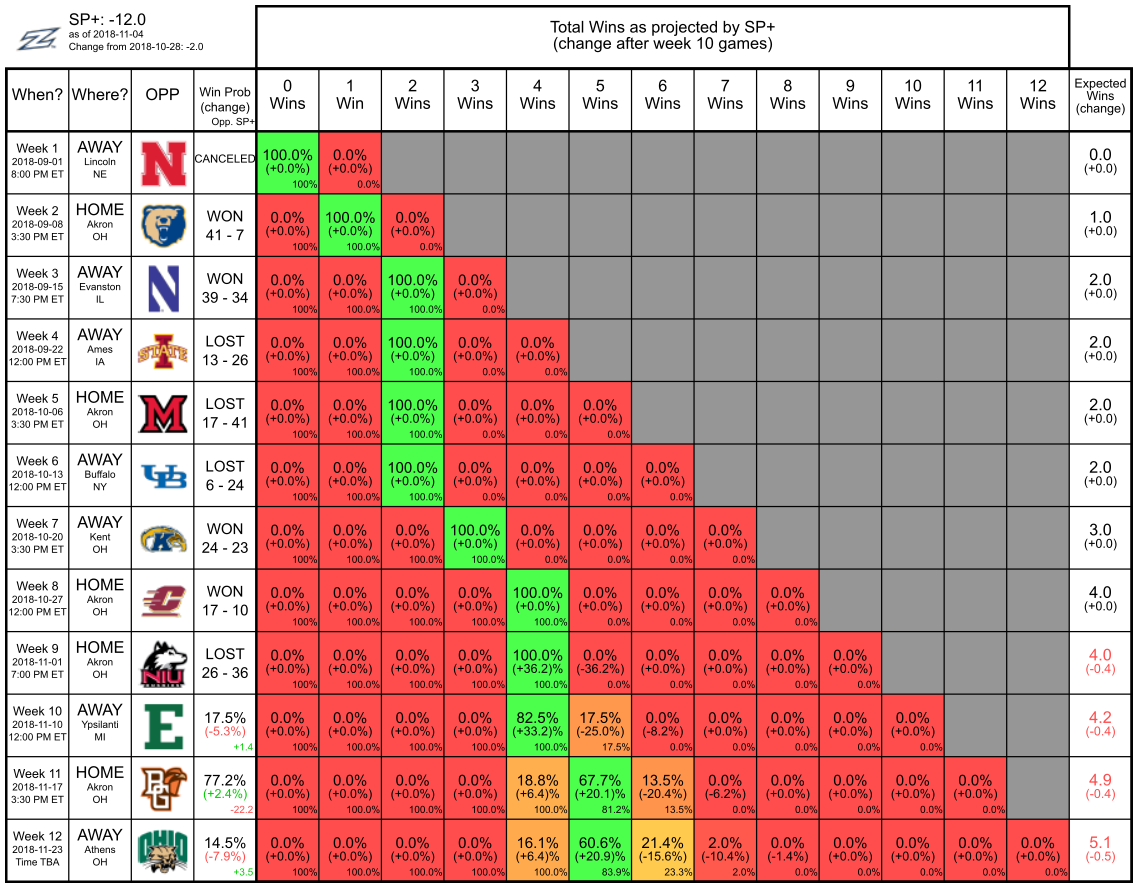 SP+: -12.0
as of 2018-11-04
Change from 2018-10-28: -2.0
Total Wins as projected by SP+
(change after week 10 games)
When? Where? OPP Win Prob 0 1 2 3 4 5 6 7 8 9 10 11 12 Expected
(change) Wins Win Wins Wins Wins Wins Wins Wins Wins Wins Wins Wins Wins Wins
Opp. SP+ (change)
Week 1 AWAY N CANCELED 100.0% 0.0% 0.0
2018-09-01 Lincoln (+0.0%) (+0.0%) (+0.0)
8:00 PM ET NE 100% 0.0%
Week 2 HOME WON 0.0% 100.0% 0.0% 1.0
2018-09-08 Akron 41 - 7 (+0.0%) (+0.0%) (+0.0%) (+0.0)
3:30 PM ET OH 100% 100.0% 0.0%
Week 3 AWAY N WON 0.0% 0.0% 100.0% 0.0% 2.0
2018-09-15 Evanston 39 - 34 (+0.0%) (+0.0%) (+0.0%) (+0.0%) (+0.0)
7:30 PM ET IL 100% 100.0% 100.0% 0.0%
Week 4 AWAY STATE LOST 0.0% 0.0% 100.0% 0.0% 0.0% 2.0
2018-09-22 Ames 13 - 26 (+0.0%) (+0.0%) (+0.0%) (+0.0%) (+0.0%) (+0.0)
12:00 PM ET IA 100% 100.0% 100.0% 0.0% 0.0%
Week 5 HOME M LOST 0.0% 0.0% 100.0% 0.0% 0.0% 0.0% 2.0
2018-10-06 Akron 17 - 41 (+0.0%) (+0.0%) (+0.0%) (+0.0%) (+0.0%) (+0.0%) (+0.0)
3:30 PM ET OH 100% 100.0% 100.0% 0.0% 0.0% 0.0%
Week 6 AWAY UB LOST 0.0% 0.0% 100.0% 0.0% 0.0% 0.0% 0.0% 2.0
2018-10-13 Buffalo 6 - 24 (+0.0%) (+0.0%) (+0.0%) (+0.0%) (+0.0%) (+0.0%) (+0.0%) (+0.0)
12:00 PM ET NY 100% 100.0% 100.0% 0.0% 0.0% 0.0% 0.0%
Week 7 AWAY K WON 0.0% 0.0% 0.0% 100.0% 0.0% 0.0% 0.0% 0.0% 3.0
2018-10-20 Kent 24 - 23 (+0.0%) (+0.0%) (+0.0%) (+0.0%) (+0.0%) (+0.0%) (+0.0%) (+0.0%) (+0.0)
3:30 PM ET OH 100% 100.0% 100.0% 100.0% 0.0% 0.0% 0.0% 0.0%
Week 8 HOME C WON 0.0% 0.0% 0.0% 0.0% 100.0% 0.0% 0.0% 0.0% 0.0% 4.0
2018-10-27 Akron 17 - 10 (+0.0%) (+0.0%) (+0.0%) (+0.0%) (+0.0%) (+0.0%) (+0.0%) (+0.0%) (+0.0%) (+0.0)
12:00 PM ET OH 100% 100.0% 100.0% 100.0% 100.0% 0.0% 0.0% 0.0% 0.0%
Week 9 HOME NIU LOST 0.0% 0.0% 0.0% 0.0% 100.0% 0.0% 0.0% 0.0% 0.0% 0.0% 4.0
2018-11-01 Akron 26 - 36 (+0.0%) (+0.0%) (+0.0%) (+0.0%) (+36.2)% (-36.2%) (+0.0%) (+0.0%) (+0.0%) (+0.0%) (-0.4)
7:00 PM ET OH 100% 100.0% 100.0% 100.0% 100.0% 0.0% 0.0% 0.0% 0.0% 0.0%
Week 10 AWAY E 17.5% 0.0% 0.0% 0.0% 0.0% 82.5% 17.5% 0.0% 0.0% 0.0% 0.0% 0.0% 4.2
2018-11-10 Ypsilanti (-5.3%) (+0.0%) (+0.0%) (+0.0%) (+0.0%) (+33.2)% (-25.0%) (-8.2%) (+0.0%) (+0.0%) (+0.0%) (+0.0%) (-0.4)
12:00 PM ET MI +1.4 100% 100.0% 100.0% 100.0% 100.0% 17.5% 0.0% 0.0% 0.0% 0.0% 0.0%
Week 11 HOME BG 77.2% 0.0% 0.0% 0.0% 0.0% 18.8% 67.7% 13.5% 0.0% 0.0% 0.0% 0.0% 0.0% 4.9
2018-11-17 Akron (+2.4%) (+0.0%) (+0.0%) (+0.0%) (+0.0%) (+6.4)% (+20.1)% (-20.4%) (-6.2%) (+0.0%) (+0.0%) (+0.0%) (+0.0%) (-0.4)
3:30 PM ET OH -22.2 100% 100.0% 100.0% 100.0% 100.0% 81.2% 13.5% 0.0% 0.0% 0.0% 0.0% 0.0%
Week 12 AWAY OHIO 14.5% 0.0% 0.0% 0.0% 0.0% 16.1% 60.6% 21.4% 2.0% 0.0% 0.0% 0.0% 0.0% 0.0% 5.1
2018-11-23 Athens (-7.9%) (+0.0%) (+0.0%) (+0.0%) (+0.0%) (+6.4)% (+20.9)% (-15.6%) (-10.4%) (-1.4%) (+0.0%) (+0.0%) (+0.0%) (+0.0%) (-0.5)
Time TBA OH +3.5 100% 100.0% 100.0% 100.0% 100.0% 83.9% 23.3% 2.0% 0.0% 0.0% 0.0% 0.0% 0.0%